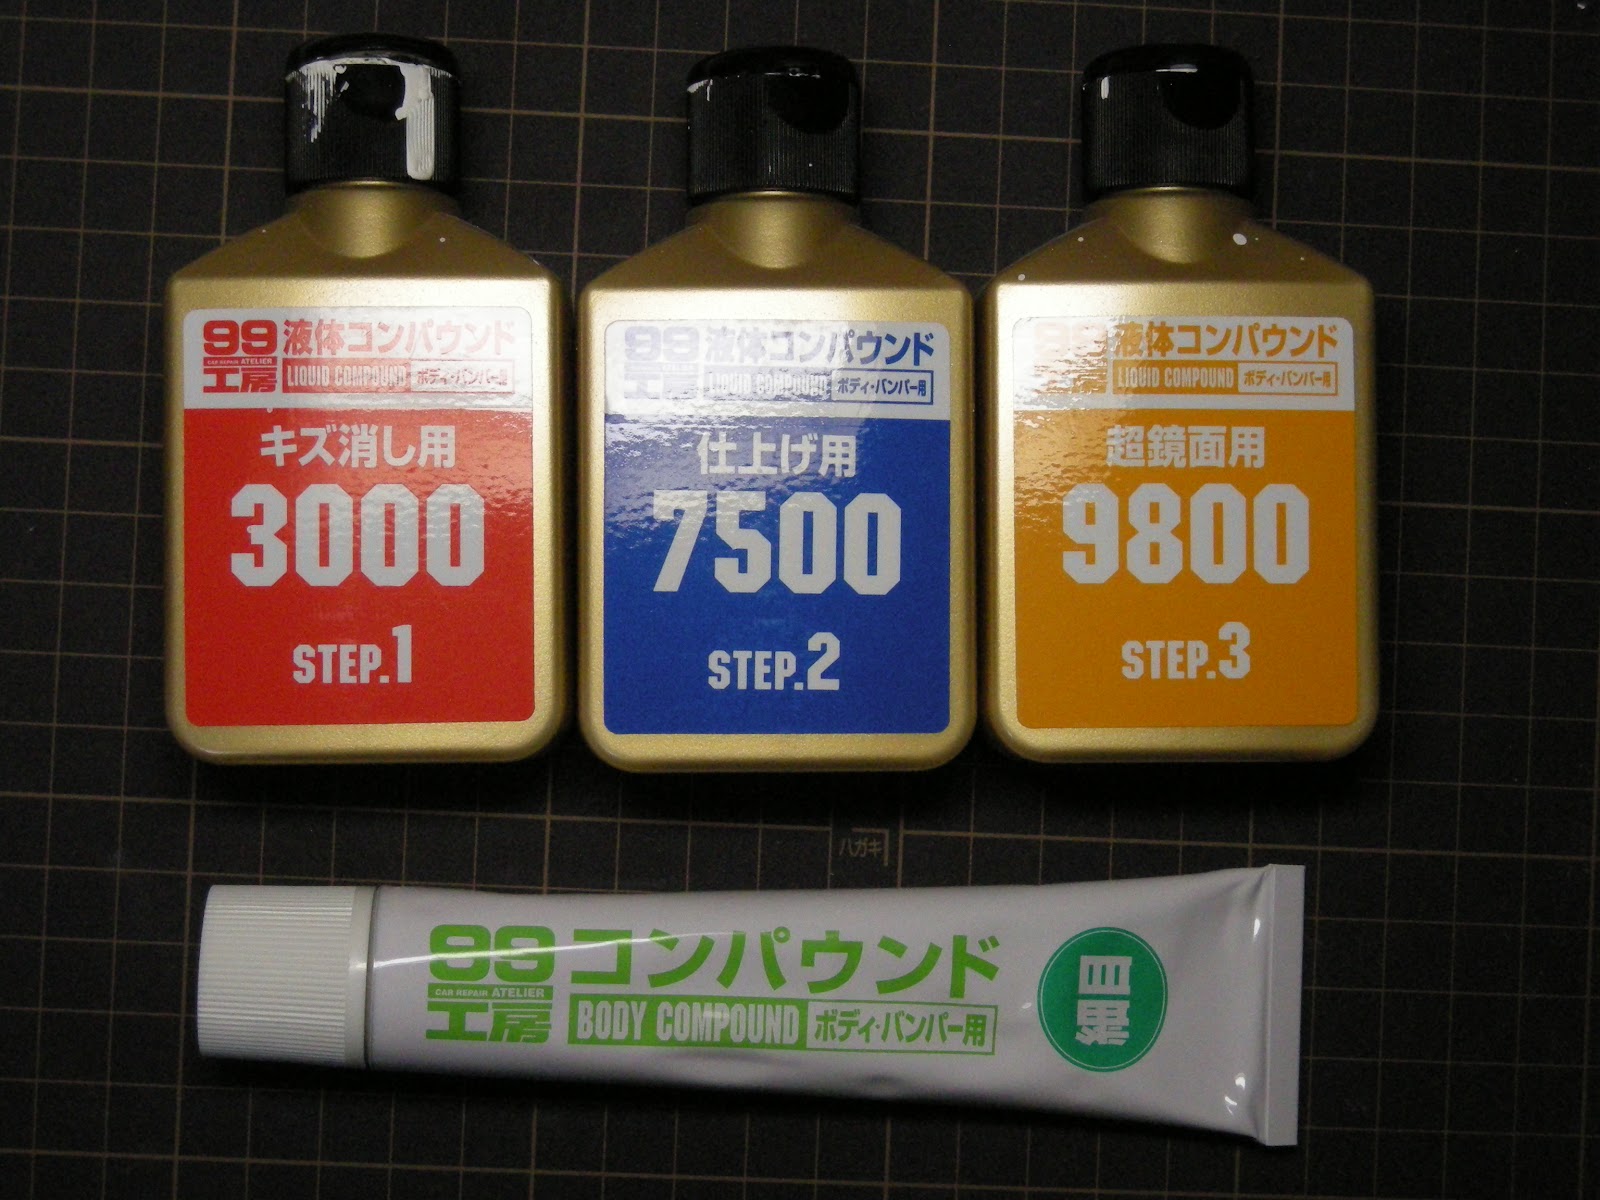 99 工房
CAR REPAIR ATELIER
液体コンパウンド
LIQUID COMPOUND ボディ・バンパー用
キズ消し用
3000
STEP.1
99 工房
液体コンパウンド
LIQUID COMPOUND ボディ・バンパー用
仕上げ用
7500
STEP.2
99 工房
液体コンパウンド
LIQUID COMPOUND ボディ・バンパー用
超鏡面用
9800
STEP.3
ハガキ
99 工房
CAR REPAIR ATELIER
コンパウンド
BODY COMPOUND ボディ・バンパー用
細目